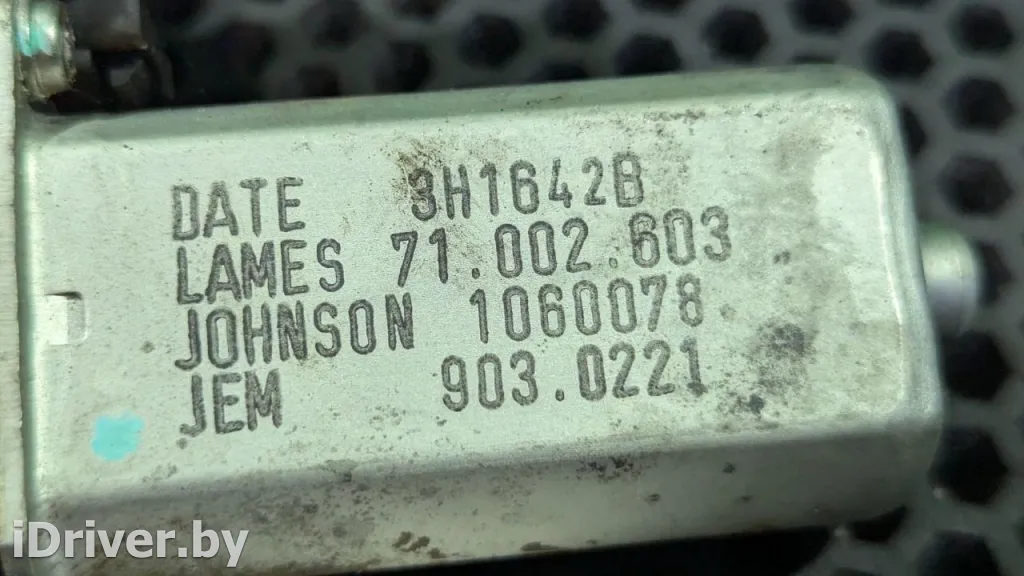 DATE 3H1642B
LAMES 71.002.603
JOHNSON 1060078
JEM 903.0221
iDriver.by